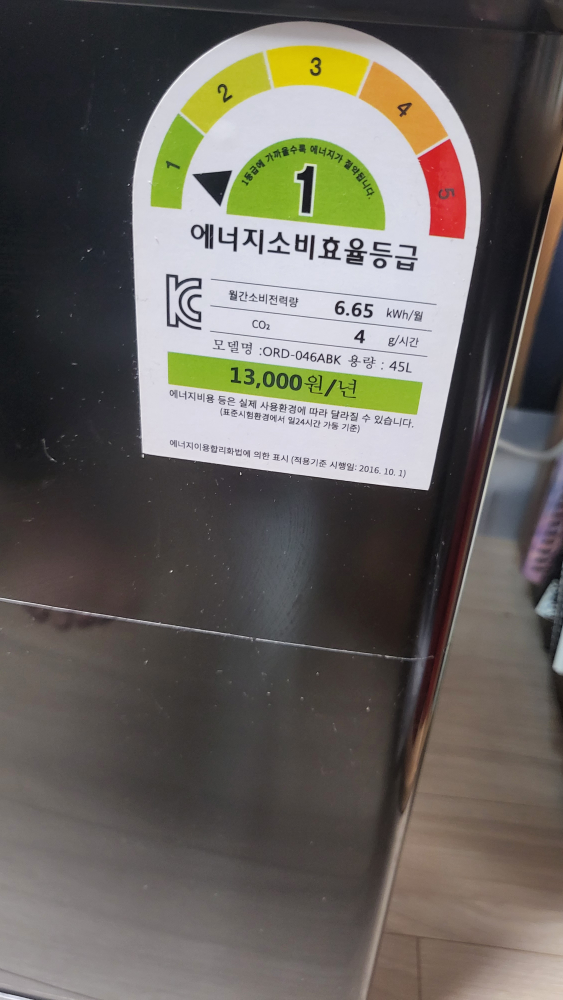 1 2 3 4 5
1등급에 가까울수록 에너지가 절약됩니다.
1
에너지소비효율등급
월간소비전력량 6.65 kWh/월
CO₂ 4 g/시간
모델명 :ORD-046ABK 용량 : 45L
13,000원/년
에너지비용 등은 실제 사용환경에 따라 달라질 수 있습니다.
(표준시험환경에서 일24시간 가동 기준)
에너지이용합리화법에 의한 표시 (적용기준 시행일: 2016. 10. 1)